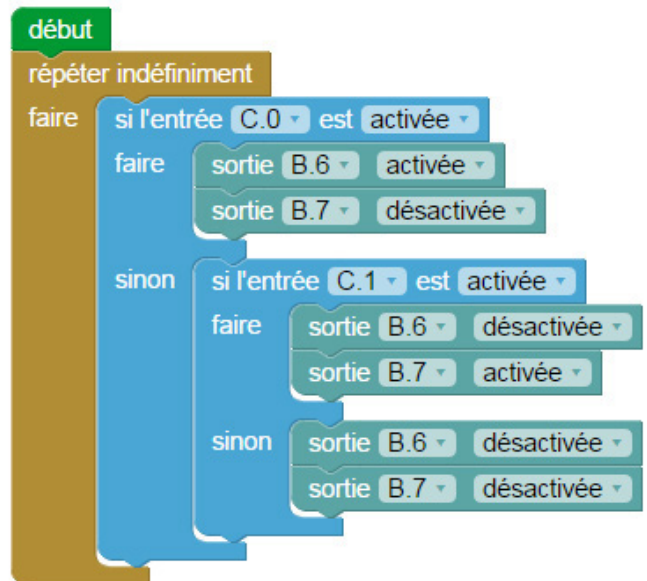 début
répéter indéfiniment
faire si l'entrée C.0 est activée
faire sortie B.6 activée
sortie B.7 désactivée
sinon si l'entrée C.1 est activée
faire sortie B.6 désactivée
sortie B.7 activée
sinon sortie B.6 désactivée
sortie B.7 désactivée